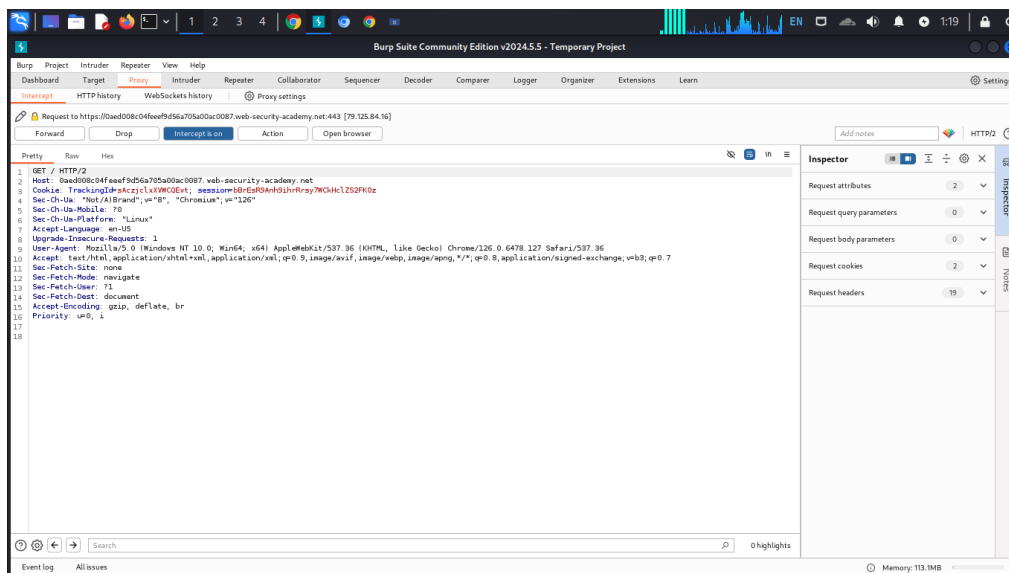 1 2 3 4 EN 1:19
Burp Suite Community Edition v2024.5.5 - Temporary Project
Burp Project Intruder Repeater View Help
Dashboard Target Proxy Intruder Repeater Collaborator Sequencer Decoder Comparer Logger Organizer Extensions Learn Settings
Intercept HTTP history WebSockets history Proxy settings
Request to https://0aed008c04feeef9d56a705a00ac0087.web-security-academy.net:443 [79.125.84.16]
Forward Drop Intercept is on Action Open browser Add notes HTTP/2
Pretty Raw Hex \n
Inspector
1 GET / HTTP/2
2 Host: 0aed008c04feeef9d56a705a00ac0087.web-security-academy.net
3 Cookie: TrackingId=sAczjclxXVWCQEvt; session=bBrEsR9Anh9ihrRrsy7WCkHclZS2FK0z
4 Sec-Ch-Ua: "Not/A)Brand";v="8", "Chromium";v="126"
5 Sec-Ch-Ua-Mobile: ?0
6 Sec-Ch-Ua-Platform: "Linux"
7 Accept-Language: en-US
8 Upgrade-Insecure-Requests: 1
9 User-Agent: Mozilla/5.0 (Windows NT 10.0; Win64; x64) AppleWebKit/537.36 (KHTML, like Gecko) Chrome/126.0.6478.127 Safari/537.36
10 Accept: text/html,application/xhtml+xml,application/xml;q=0.9,image/avif,image/webp,image/apng,*/*;q=0.8,application/signed-exchange;v=b3;q=0.7
11 Sec-Fetch-Site: none
12 Sec-Fetch-Mode: navigate
13 Sec-Fetch-User: ?1
14 Sec-Fetch-Dest: document
15 Accept-Encoding: gzip, deflate, br
16 Priority: u=0, i
17
18
Request attributes 2
Request query parameters 0
Request body parameters 0
Request cookies 2
Request headers 19
Inspector
Notes
Search 0 highlights
Event log All issues Memory: 113.1MB